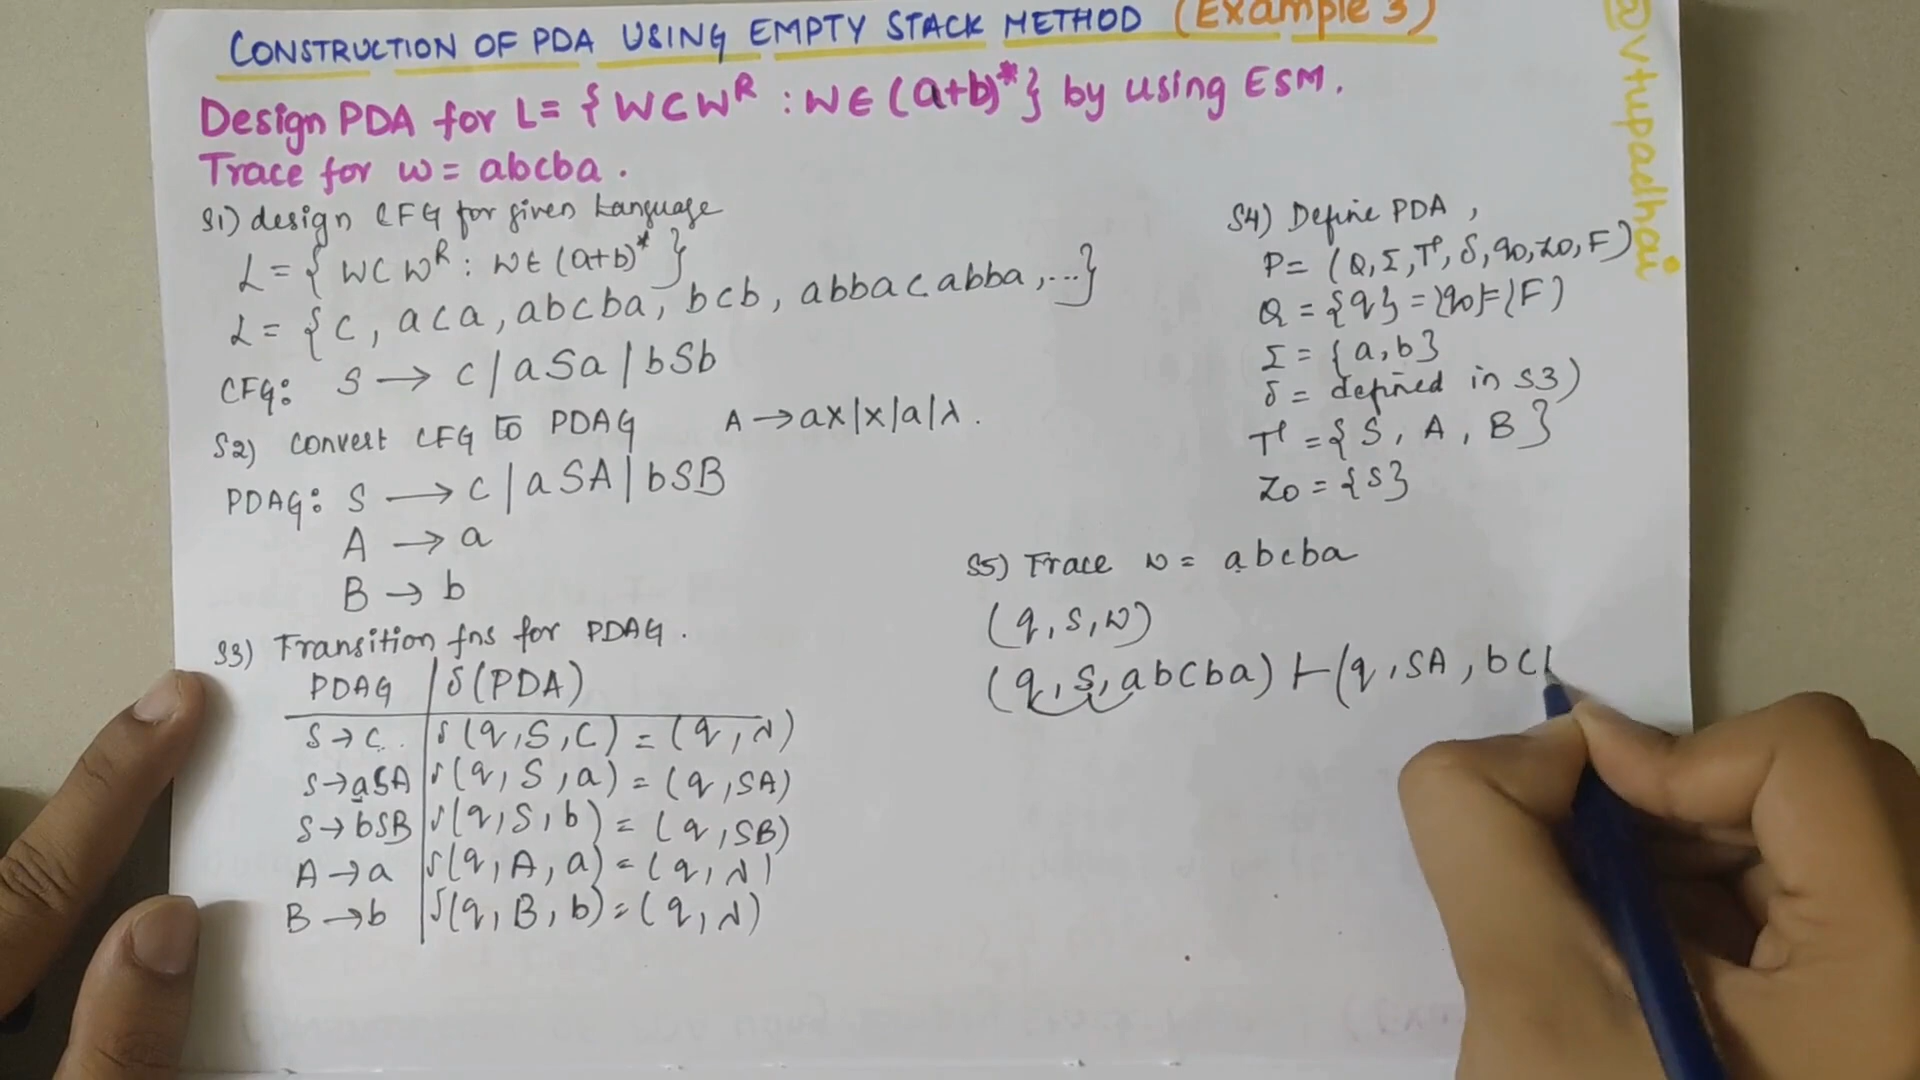 CONSTRUCTION OF PDA USING EMPTY STACK METHOD (Example 3)
Design PDA for L= { WCW^R : W∈ (a+b)^* } by using ESM.
Trace for w = abcba .
S1) design CFG for given Language
L = { WCW^R : W∈ (a+b)^* }
L = { c, aca, abcba, bcb, abbacabba, ...}
CFG: S → c | aSa | bSb
S2) Convert CFG to PDAG A → ax|x|a|λ .
PDAG: S → c | aSA | bSB
A → a
B → b
S3) Transition fns for PDAG .
PDAG | δ(PDA)
S → c . δ(q, S, C) = (q, λ)
S → aSA δ(q, S, a) = (q, SA)
S → bSB δ(q, S, b) = (q, SB)
A → a δ(q, A, a) = (q, λ)
B → b δ(q, B, b) = (q, λ)
S4) Define PDA ,
P = (Q, Σ, Γ, δ, q0, z0, F)
Q = {q} = {q0} = {F}
Σ = {a, b}
δ = defined in S3)
Γ = {S, A, B}
Z0 = {S}
S5) Trace w = abcba
(q, S, w)
(q, S, abcba) ⊢ (q, SA, bc
@vtupadhai